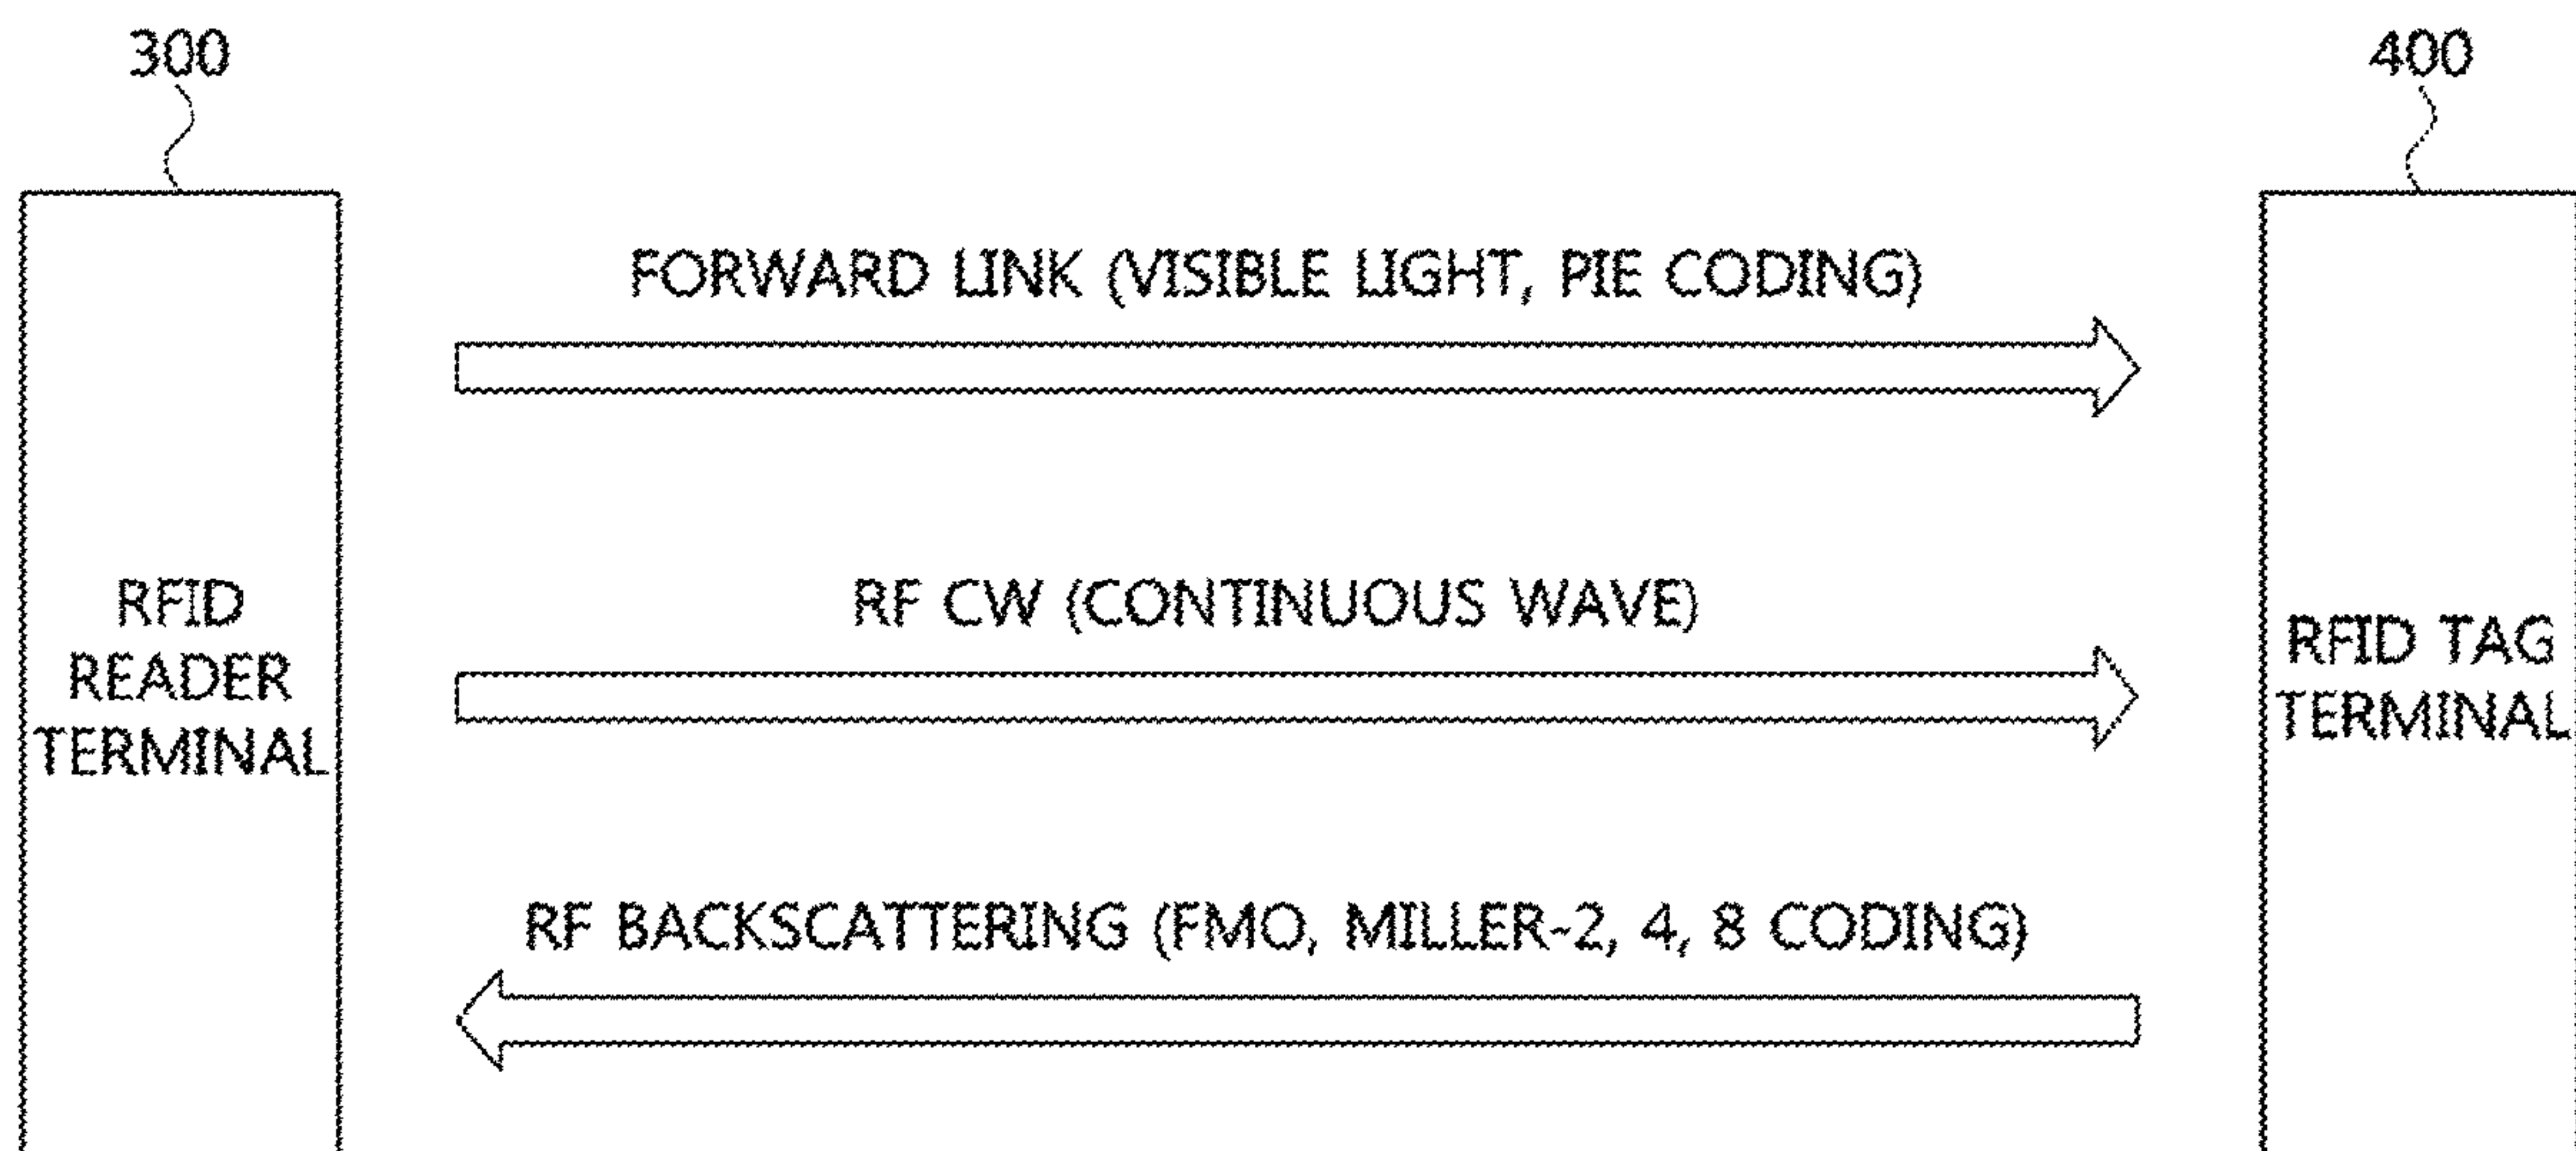 300
400
FORWARD LINK (VISIBLE LIGHT, PIE CODING)
RF CW (CONTINUOUS WAVE)
RF BACKSCATTERING (FMO, MILLER-2, 4, 8 CODING)
RFID
READER
TERMINAL
RFID TAG
TERMINAL